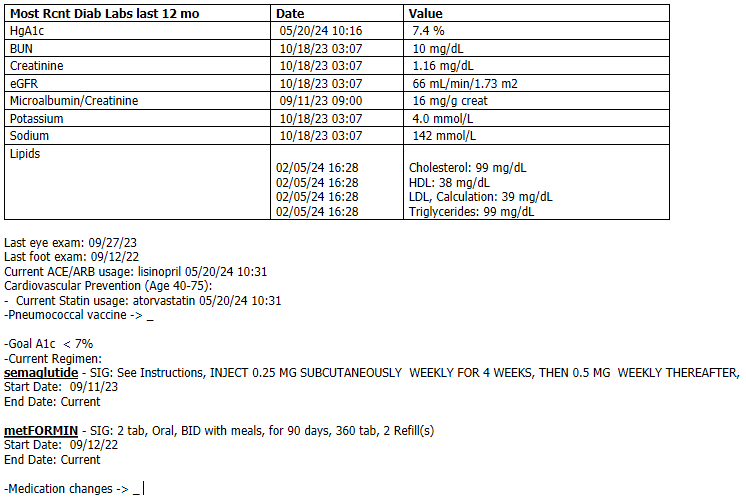 Most Rcnt Diab Labs last 12 mo Date Value
HgA1c 05/20/24 10:16 7.4 %
BUN 10/18/23 03:07 10 mg/dL
Creatinine 10/18/23 03:07 1.16 mg/dL
eGFR 10/18/23 03:07 66 mL/min/1.73 m2
Microalbumin/Creatinine 09/11/23 09:00 16 mg/g creat
Potassium 10/18/23 03:07 4.0 mmol/L
Sodium 10/18/23 03:07 142 mmol/L
Lipids
02/05/24 16:28 Cholesterol: 99 mg/dL
02/05/24 16:28 HDL: 38 mg/dL
02/05/24 16:28 LDL, Calculation: 39 mg/dL
02/05/24 16:28 Triglycerides: 99 mg/dL
Last eye exam: 09/27/23
Last foot exam: 09/12/22
Current ACE/ARB usage: lisinopril 05/20/24 10:31
Cardiovascular Prevention (Age 40-75):
- Current Statin usage: atorvastatin 05/20/24 10:31
-Pneumococcal vaccine -> _
-Goal A1c < 7%
-Current Regimen:
semaglutide - SIG: See Instructions, INJECT 0.25 MG SUBCUTANEOUSLY WEEKLY FOR 4 WEEKS, THEN 0.5 MG WEEKLY THEREAFTER,
Start Date: 09/11/23
End Date: Current
metFORMIN - SIG: 2 tab, Oral, BID with meals, for 90 days, 360 tab, 2 Refill(s)
Start Date: 09/12/22
End Date: Current
-Medication changes -> _